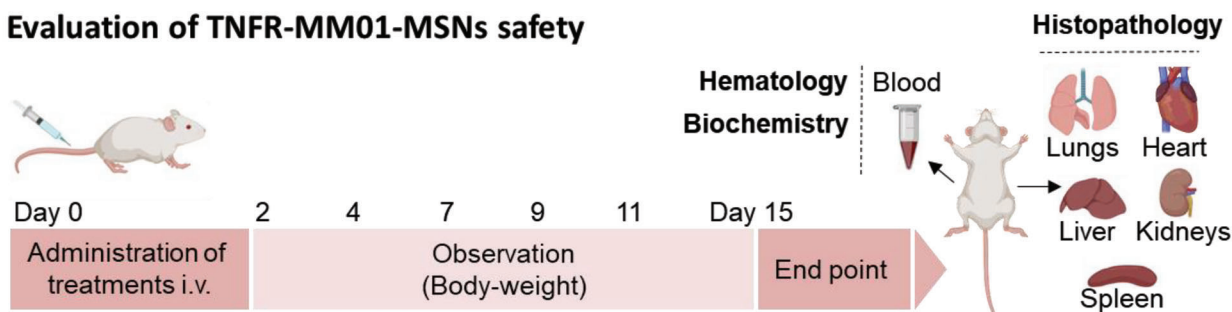 Evaluation of TNFR-MM01-MSNs safety
Histopathology
Hematology
Biochemistry
Blood
Lungs Heart
Liver Kidneys
Spleen
Day 0 2 4 7 9 11 Day 15
Administration of
treatments i.v.
Observation
(Body-weight)
End point